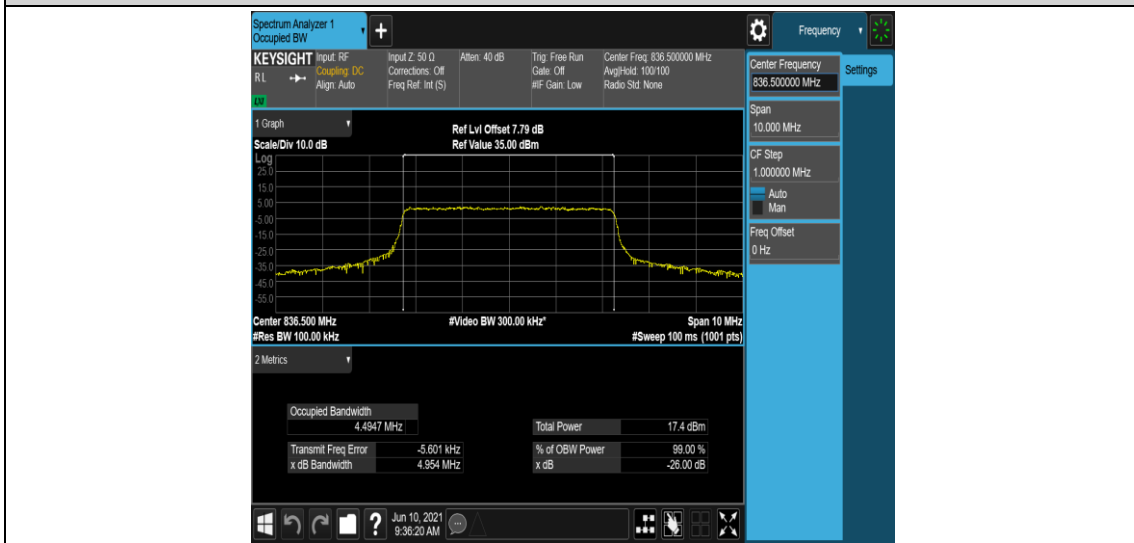 Spectrum Analyzer 1
Occupied BW
+
Frequency
KEYSIGHT
RL
LXI
Input: RF
Coupling: DC
Align: Auto
Input Z: 50 Ω
Corrections: Off
Freq Ref: Int (S)
Atten: 40 dB
Trig: Free Run
Gate: Off
#IF Gain: Low
Center Freq: 836.500000 MHz
Avg|Hold: 100/100
Radio Std: None
Center Frequency
836.500000 MHz
Settings
Span
10.000 MHz
CF Step
1.000000 MHz
Auto
Man
Freq Offset
0 Hz
1 Graph
Scale/Div 10.0 dB
Ref Lvl Offset 7.79 dB
Ref Value 35.00 dBm
Log
25.0
15.0
5.00
-5.00
-15.0
-25.0
-35.0
-45.0
-55.0
Center 836.500 MHz
#Video BW 300.00 kHz*
Span 10 MHz
#Res BW 100.00 kHz
#Sweep 100 ms (1001 pts)
2 Metrics
Occupied Bandwidth
4.4947 MHz
Total Power 17.4 dBm
Transmit Freq Error -5.601 kHz
% of OBW Power 99.00 %
x dB Bandwidth 4.954 MHz
x dB -26.00 dB
?
Jun 10, 2021
9:36:20 AM